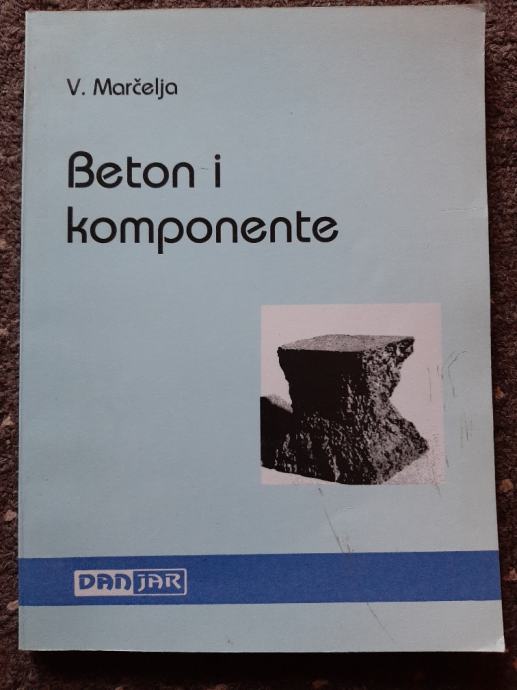 V. Marčelja
Beton i
komponente
DANJAR